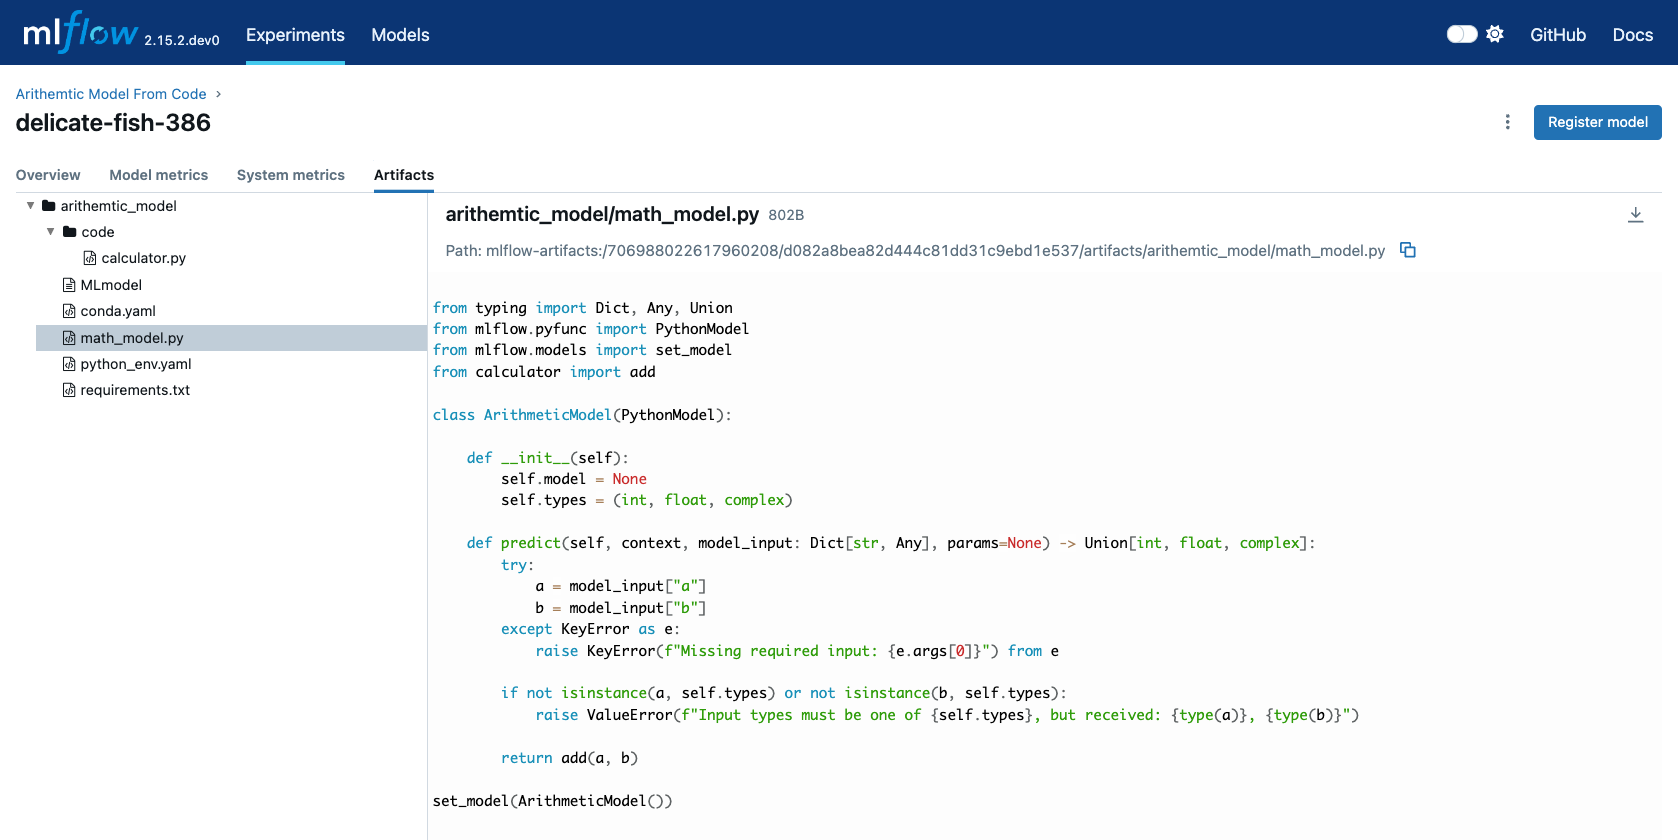 mlflow 2.15.2.dev0 Experiments Models GitHub Docs
Arithemtic Model From Code
delicate-fish-386
Register model
Overview Model metrics System metrics Artifacts
arithemtic_model
code
calculator.py
MLmodel
conda.yaml
math_model.py
python_env.yaml
requirements.txt
arithemtic_model/math_model.py 802B
Path: mlflow-artifacts:/706988022617960208/d082a8bea82d444c81dd31c9ebd1e537/artifacts/arithemtic_model/math_model.py
from typing import Dict, Any, Union
from mlflow.pyfunc import PythonModel
from mlflow.models import set_model
from calculator import add
class ArithmeticModel(PythonModel):
    def __init__(self):
        self.model = None
        self.types = (int, float, complex)
    def predict(self, context, model_input: Dict[str, Any], params=None) -> Union[int, float, complex]:
        try:
            a = model_input["a"]
            b = model_input["b"]
        except KeyError as e:
            raise KeyError(f"Missing required input: {e.args[0]}") from e
        if not isinstance(a, self.types) or not isinstance(b, self.types):
            raise ValueError(f"Input types must be one of {self.types}, but received: {type(a)}, {type(b)}")
        return add(a, b)
set_model(ArithmeticModel())